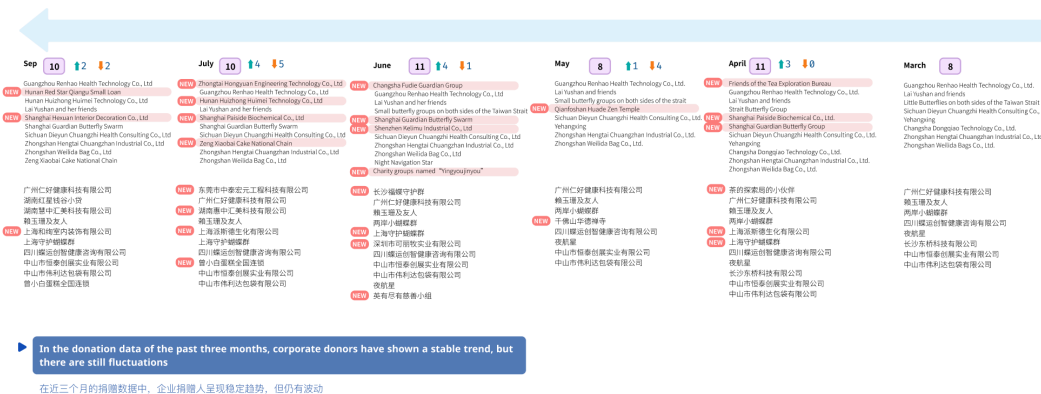 Sep 10 2 2
Guangzhou Renhao Health Technology Co., Ltd
NEW Hunan Red Star Qiangu Small Loan
Hunan Huizhong Huimei Technology Co., Ltd
Lai Yushan and her friends
NEW Shanghai Hexuan Interior Decoration Co., Ltd
Shanghai Guardian Butterfly Swarm
Sichuan Dieyun Chuangzhi Health Consulting Co., Ltd
Zhongshan Hengtai Chuangzhan Industrial Co., Ltd
Zhongshan Weilida Bag Co., Ltd
Zeng Xiaobai Cake National Chain
广州仁好健康科技有限公司
湖南红星钱谷小贷
湖南慧中汇美科技有限公司
赖玉珊及友人
NEW 上海和绚室内装饰有限公司
上海守护蝴蝶群
四川蝶运创智健康咨询有限公司
中山市恒泰创展实业有限公司
中山市伟利达包袋有限公司
曾小白蛋糕全国连锁
July 10 4 5
NEW Zhongtai Hongyuan Engineering Technology Co., Ltd
Guangzhou Renhao Health Technology Co., Ltd
NEW Hunan Huizhong Huimei Technology Co., Ltd
Lai Yushan and her friends
NEW Shanghai Paiside Biochemical Co., Ltd
Shanghai Guardian Butterfly Swarm
Sichuan Dieyun Chuangzhi Health Consulting Co., Ltd
NEW Zeng Xiaobai Cake National Chain
Zhongshan Hengtai Chuangzhan Industrial Co., Ltd
Zhongshan Weilida Bag Co., Ltd
NEW 东莞市中泰宏元工程科技有限公司
广州仁好健康科技有限公司
NEW 湖南惠中汇美科技有限公司
赖玉珊及友人
NEW 上海派斯德生化有限公司
上海守护蝴蝶群
四川蝶运创智健康咨询有限公司
NEW 曾小白蛋糕全国连锁
中山市恒泰创展实业有限公司
中山市伟利达包袋有限公司
June 11 4 1
NEW Changsha Fudie Guardian Group
Guangzhou Renhao Health Technology Co., Ltd
Lai Yushan and her friends
Small butterfly groups on both sides of the Taiwan Strait
NEW Shanghai Guardian Butterfly Swarm
NEW Shenzhen Kelimu Industrial Co., Ltd
Sichuan Dieyun Chuangzhi Health Consulting Co., Ltd
Zhongshan Hengtai Chuangzhan Industrial Co., Ltd
Zhongshan Weilida Bag Co., Ltd
Night Navigation Star
NEW Charity groups named "Yingyoujinyou"
NEW 长沙福蝶守护群
广州仁好健康科技有限公司
赖玉珊及友人
两岸小蝴蝶群
NEW 上海守护蝴蝶群
NEW 深圳市可丽牧实业有限公司
四川蝶运创智健康咨询有限公司
中山市恒泰创展实业有限公司
中山市伟利达包袋有限公司
夜航星
NEW 英有尽有慈善小组
May 8 1 4
Guangzhou Renhao Health Technology Co., Ltd.
Lai Yushan and friends
Small butterfly groups on both sides of the strait
NEW Qianfoshan Huade Zen Temple
Sichuan Dieyun Chuangzhi Health Consulting Co., Ltd.
Yehangxing
Zhongshan Hengtai Chuangzhan Industrial Co., Ltd.
Zhongshan Weilida Bag Co., Ltd.
广州仁好健康科技有限公司
赖玉珊及友人
两岸小蝴蝶群
NEW 千佛山华德禅寺
四川蝶运创智健康咨询有限公司
夜航星
中山市恒泰创展实业有限公司
中山市伟利达包袋有限公司
April 11 3 0
NEW Friends of the Tea Exploration Bureau
Guangzhou Renhao Health Technology Co., Ltd.
Lai Yushan and friends
Strait Butterfly Group
NEW Shanghai Paiside Biochemical Co., Ltd.
NEW Shanghai Guardian Butterfly Group
Sichuan Dieyun Chuangzhi Health Consulting Co., Ltd.
Yehangxing
Changsha Dongqiao Technology Co., Ltd.
Zhongshan Hengtai Chuangzhan Industrial Co., Ltd.
Zhongshan Weilida Bag Co., Ltd.
NEW 茶的探索局的小伙伴
广州仁好健康科技有限公司
赖玉珊及友人
两岸小蝴蝶群
NEW 上海派斯德生化有限公司
NEW 上海守护蝴蝶群
四川蝶运创智健康咨询有限公司
夜航星
长沙东桥科技有限公司
中山市恒泰创展实业有限公司
中山市伟利达包袋有限公司
March 8
Guangzhou Renhao Health Technology Co., Ltd.
Lai Yushan and friends
Little Butterflies on both sides of the Taiwan Strait
Sichuan Dieyun Chuangzhi Health Consulting Co.,
Yehangxing
Changsha Dongqiao Technology Co., Ltd.
Zhongshan Hengtai Chuangzhan Industrial Co., Ltd
Zhongshan Weilida Bags Co., Ltd.
广州仁好健康科技有限公司
赖玉珊及友人
两岸小蝴蝶群
四川蝶运创智健康咨询有限公司
夜航星
长沙东桥科技有限公司
中山市恒泰创展实业有限公司
中山市伟利达包袋有限公司
In the donation data of the past three months, corporate donors have shown a stable trend, but
there are still fluctuations
在近三个月的捐赠数据中，企业捐赠人呈现稳定趋势，但仍有波动